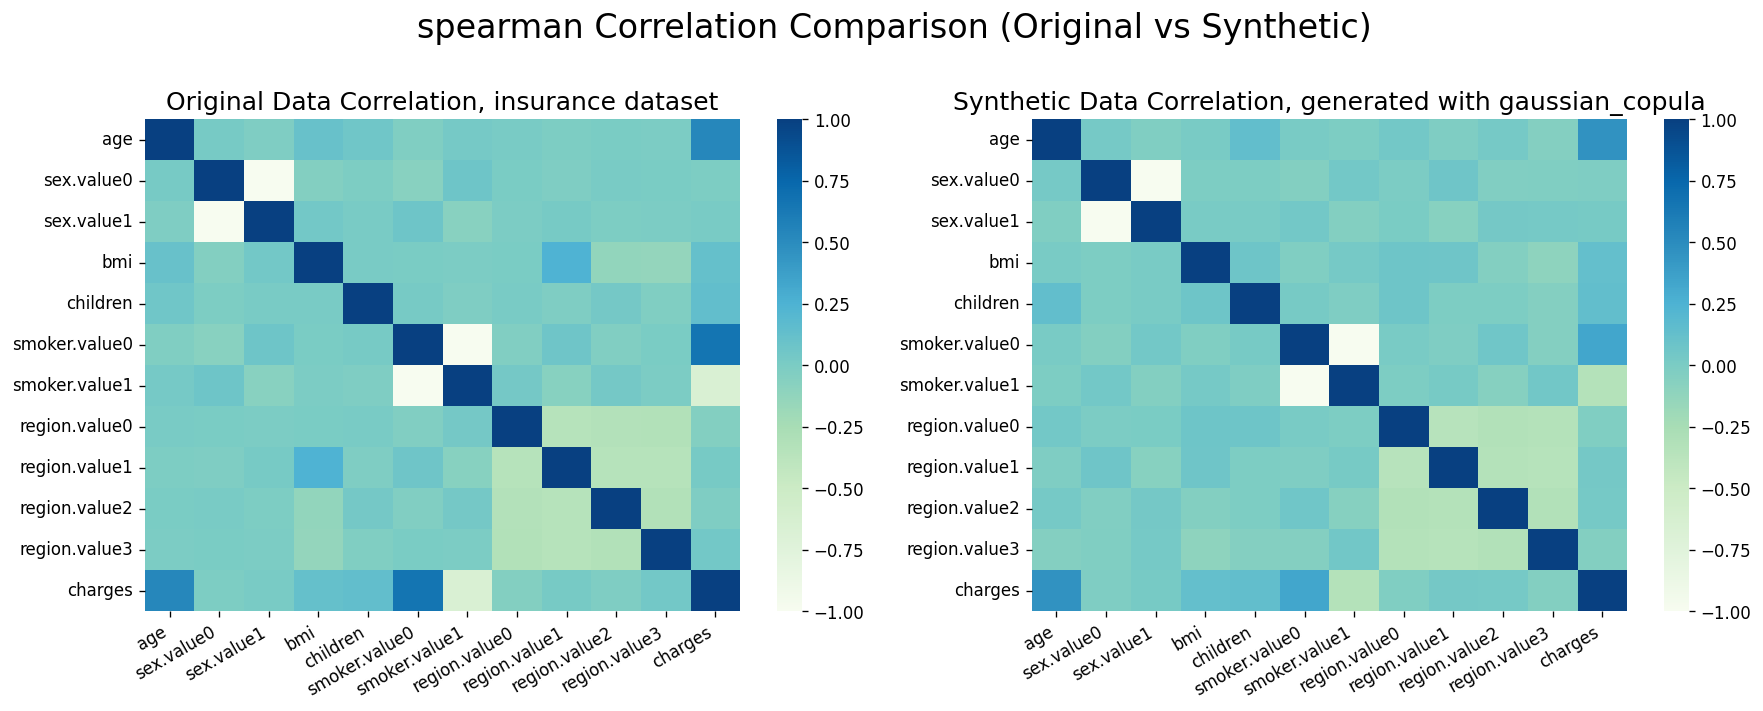 spearman Correlation Comparison (Original vs Synthetic)
Original Data Correlation, insurance dataset
age
sex.value0
sex.value1
bmi
children
smoker.value0
smoker.value1
region.value0
region.value1
region.value2
region.value3
charges
age
sex.value0
sex.value1
bmi
children
smoker.value0
smoker.value1
region.value0
region.value1
region.value2
region.value3
charges
1.00
0.75
0.50
0.25
0.00
−0.25
−0.50
−0.75
−1.00
Synthetic Data Correlation, generated with gaussian_copula
age
sex.value0
sex.value1
bmi
children
smoker.value0
smoker.value1
region.value0
region.value1
region.value2
region.value3
charges
age
sex.value0
sex.value1
bmi
children
smoker.value0
smoker.value1
region.value0
region.value1
region.value2
region.value3
charges
1.00
0.75
0.50
0.25
0.00
−0.25
−0.50
−0.75
−1.00